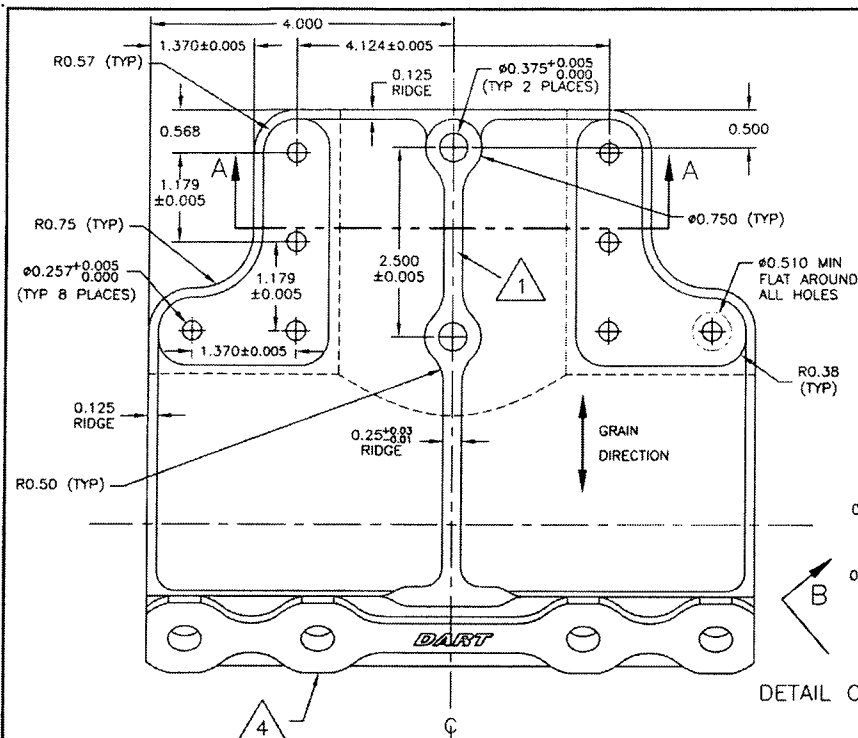 4.000
1.370±0.005
4.124±0.005
R0.57 (TYP)
0.125
RIDGE
ø0.375+0.005
0.000
(TYP 2 PLACES)
0.568
0.500
A
A
1.179
±0.005
R0.75 (TYP)
ø0.750 (TYP)
ø0.257+0.005
0.000
(TYP 8 PLACES)
1.179
±0.005
2.500
±0.005
1
ø0.510 MIN
FLAT AROUND
ALL HOLES
1.370±0.005
R0.38
(TYP)
0.125
RIDGE
0.25+0.03
-0.01
RIDGE
GRAIN
DIRECTION
R0.50 (TYP)
0
0
B
DART
DETAIL C
4
℄